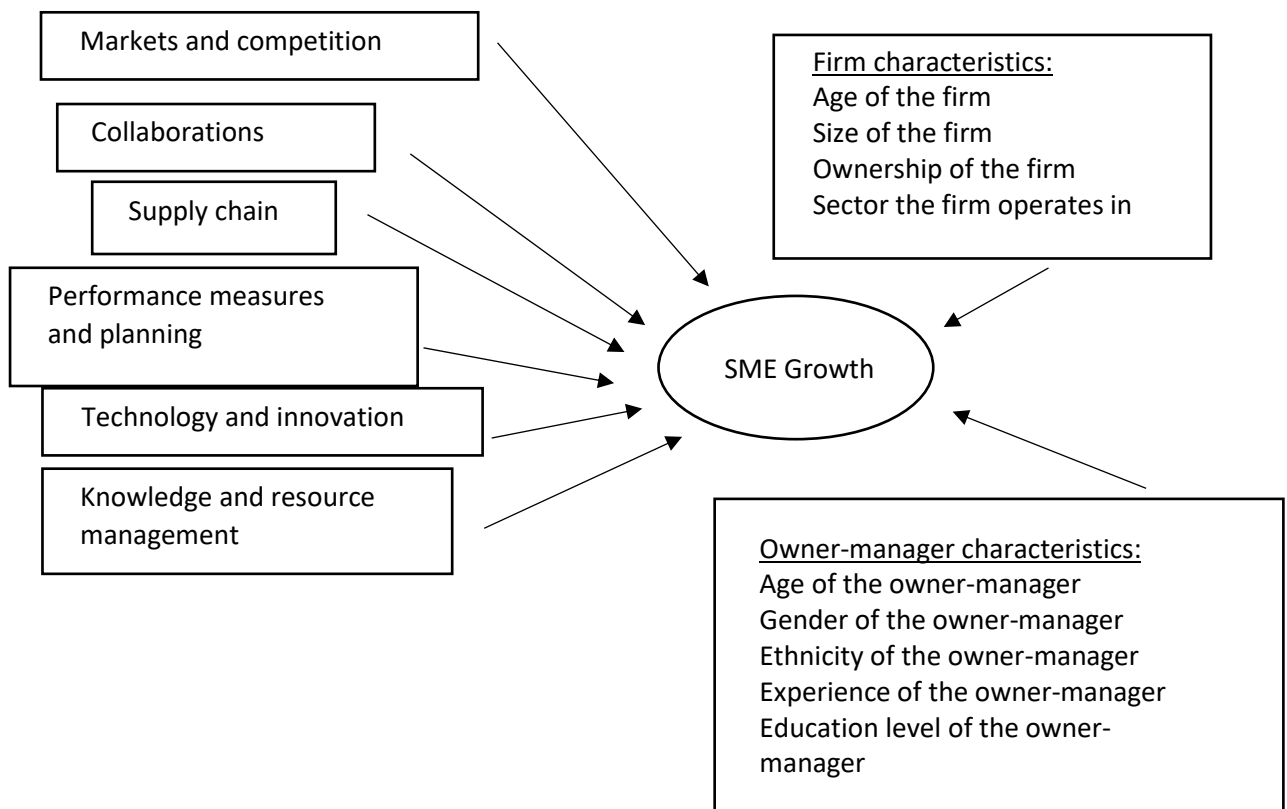 Markets and competition
Collaborations
Supply chain
Performance measures
and planning
Technology and innovation
Knowledge and resource
management
SME Growth
Firm characteristics:
Age of the firm
Size of the firm
Ownership of the firm
Sector the firm operates in
Owner-manager characteristics:
Age of the owner-manager
Gender of the owner-manager
Ethnicity of the owner-manager
Experience of the owner-manager
Education level of the owner-
manager